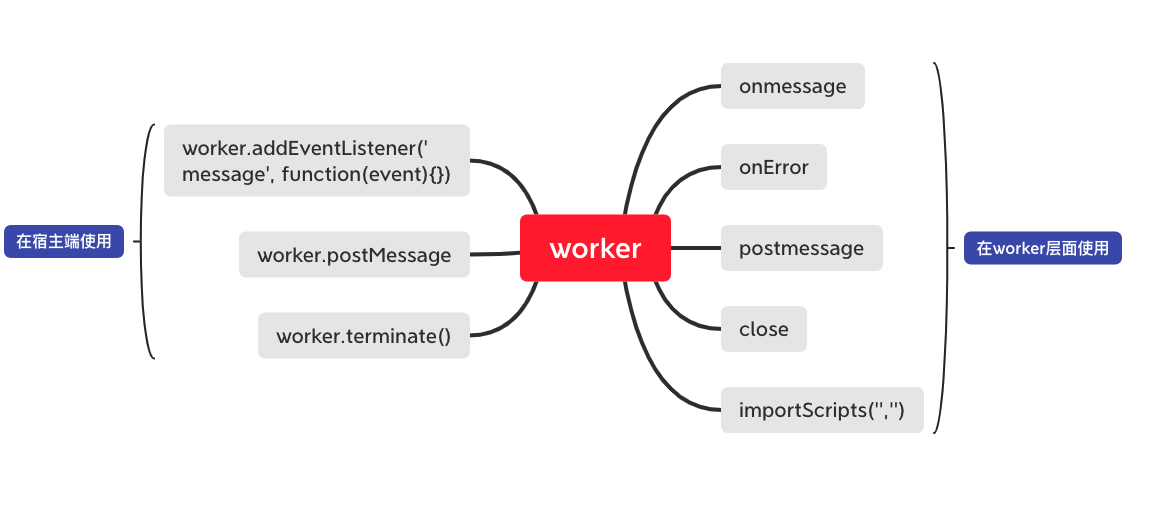 在宿主端使用
worker.addEventListener('
message', function(event){})
worker.postMessage
worker.terminate()
worker
onmessage
onError
postmessage
close
importScripts('','')
在worker层面使用